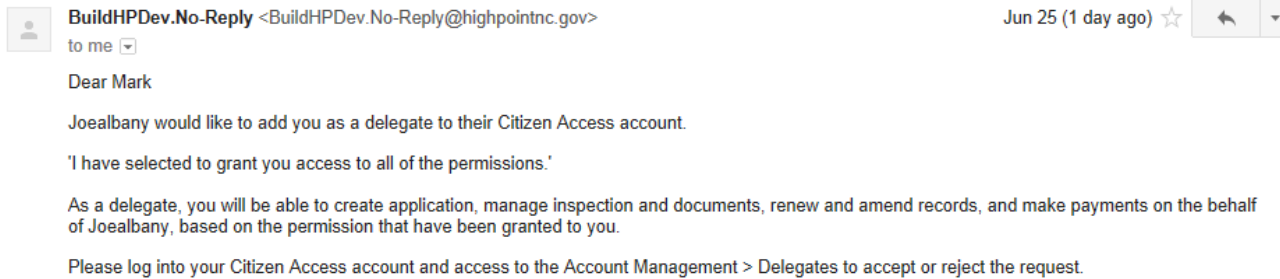 BuildHPDev.No-Reply <BuildHPDev.No-Reply@highpointnc.gov>
Jun 25 (1 day ago)
to me
Dear Mark
Joealbany would like to add you as a delegate to their Citizen Access account.
'I have selected to grant you access to all of the permissions.'
As a delegate, you will be able to create application, manage inspection and documents, renew and amend records, and make payments on the behalf
of Joealbany, based on the permission that have been granted to you.
Please log into your Citizen Access account and access to the Account Management > Delegates to accept or reject the request.